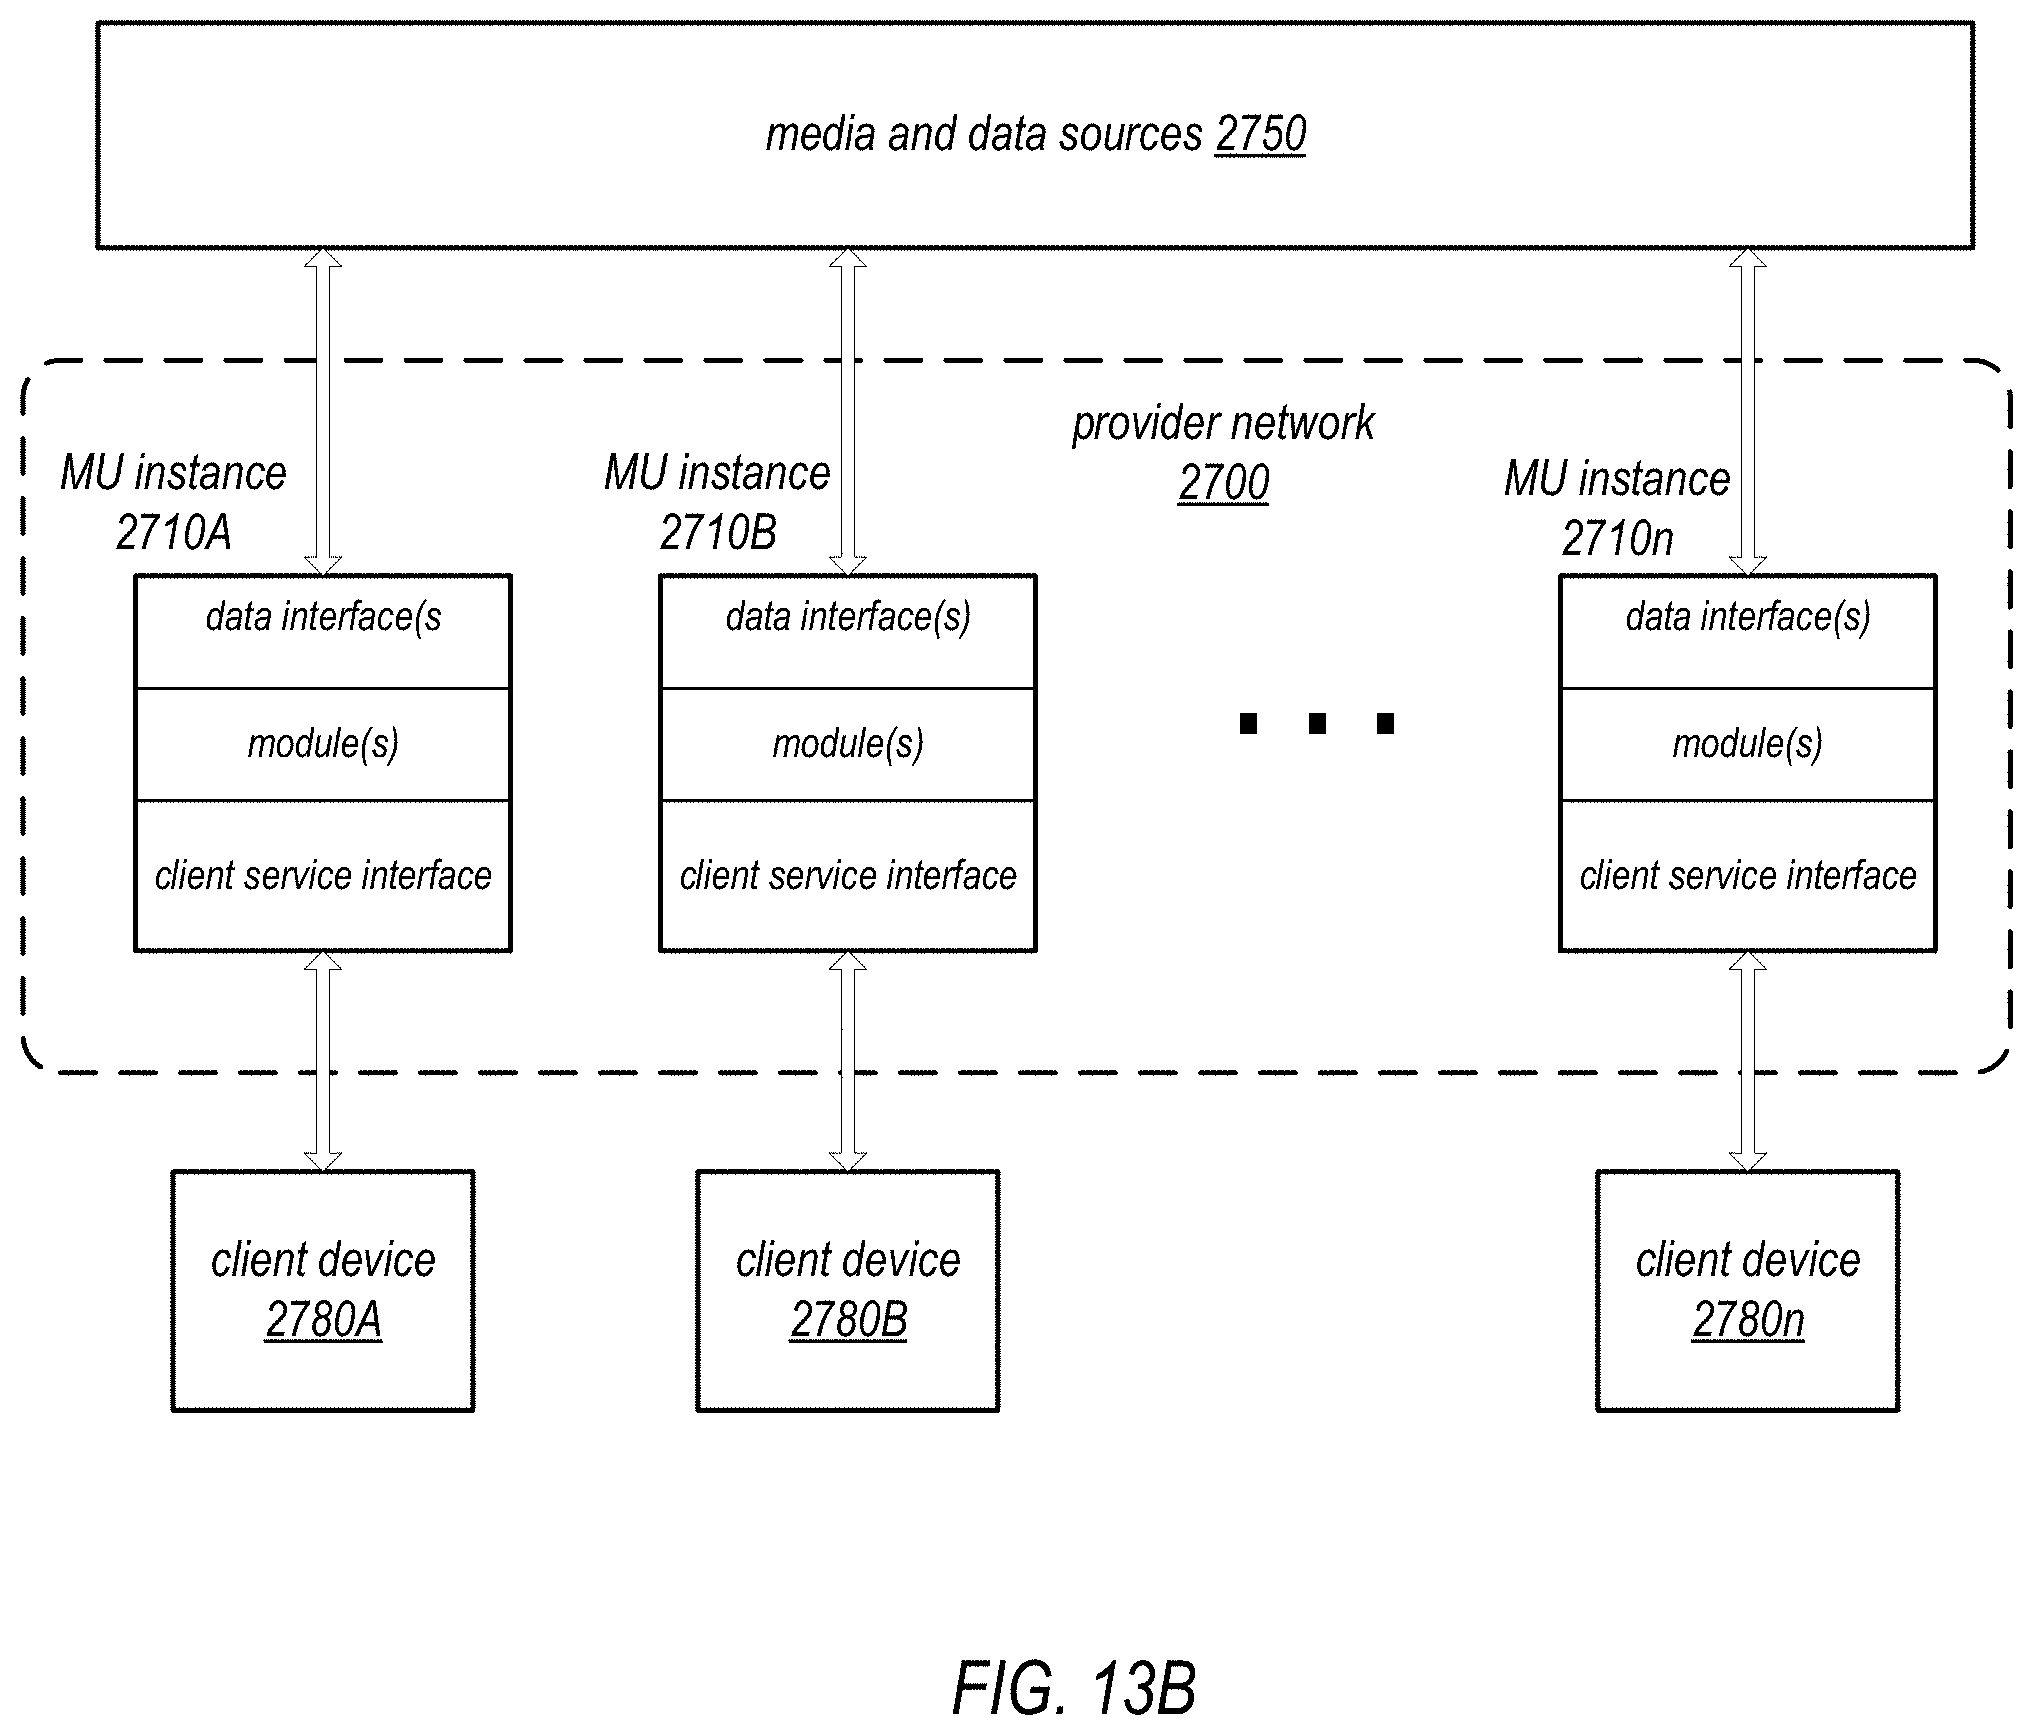 media and data sources 2750
provider network
2700
MU instance
2710A
MU instance
2710B
MU instance
2710n
data interface(s
module(s)
client service interface
data interface(s)
module(s)
client service interface
data interface(s)
module(s)
client service interface
client device
2780A
client device
2780B
client device
2780n
FIG. 13B